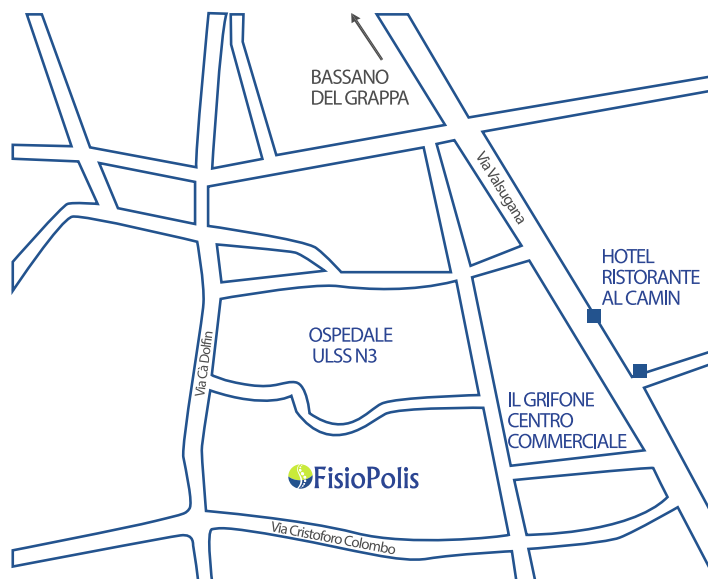 BASSANO
DEL GRAPPA
Via Valsugana
HOTEL
RISTORANTE
AL CAMIN
OSPEDALE
ULSS N3
Via Cà Dolfin
IL GRIFONE
CENTRO
COMMERCIALE
FisioPolis
Via Cristoforo Colombo